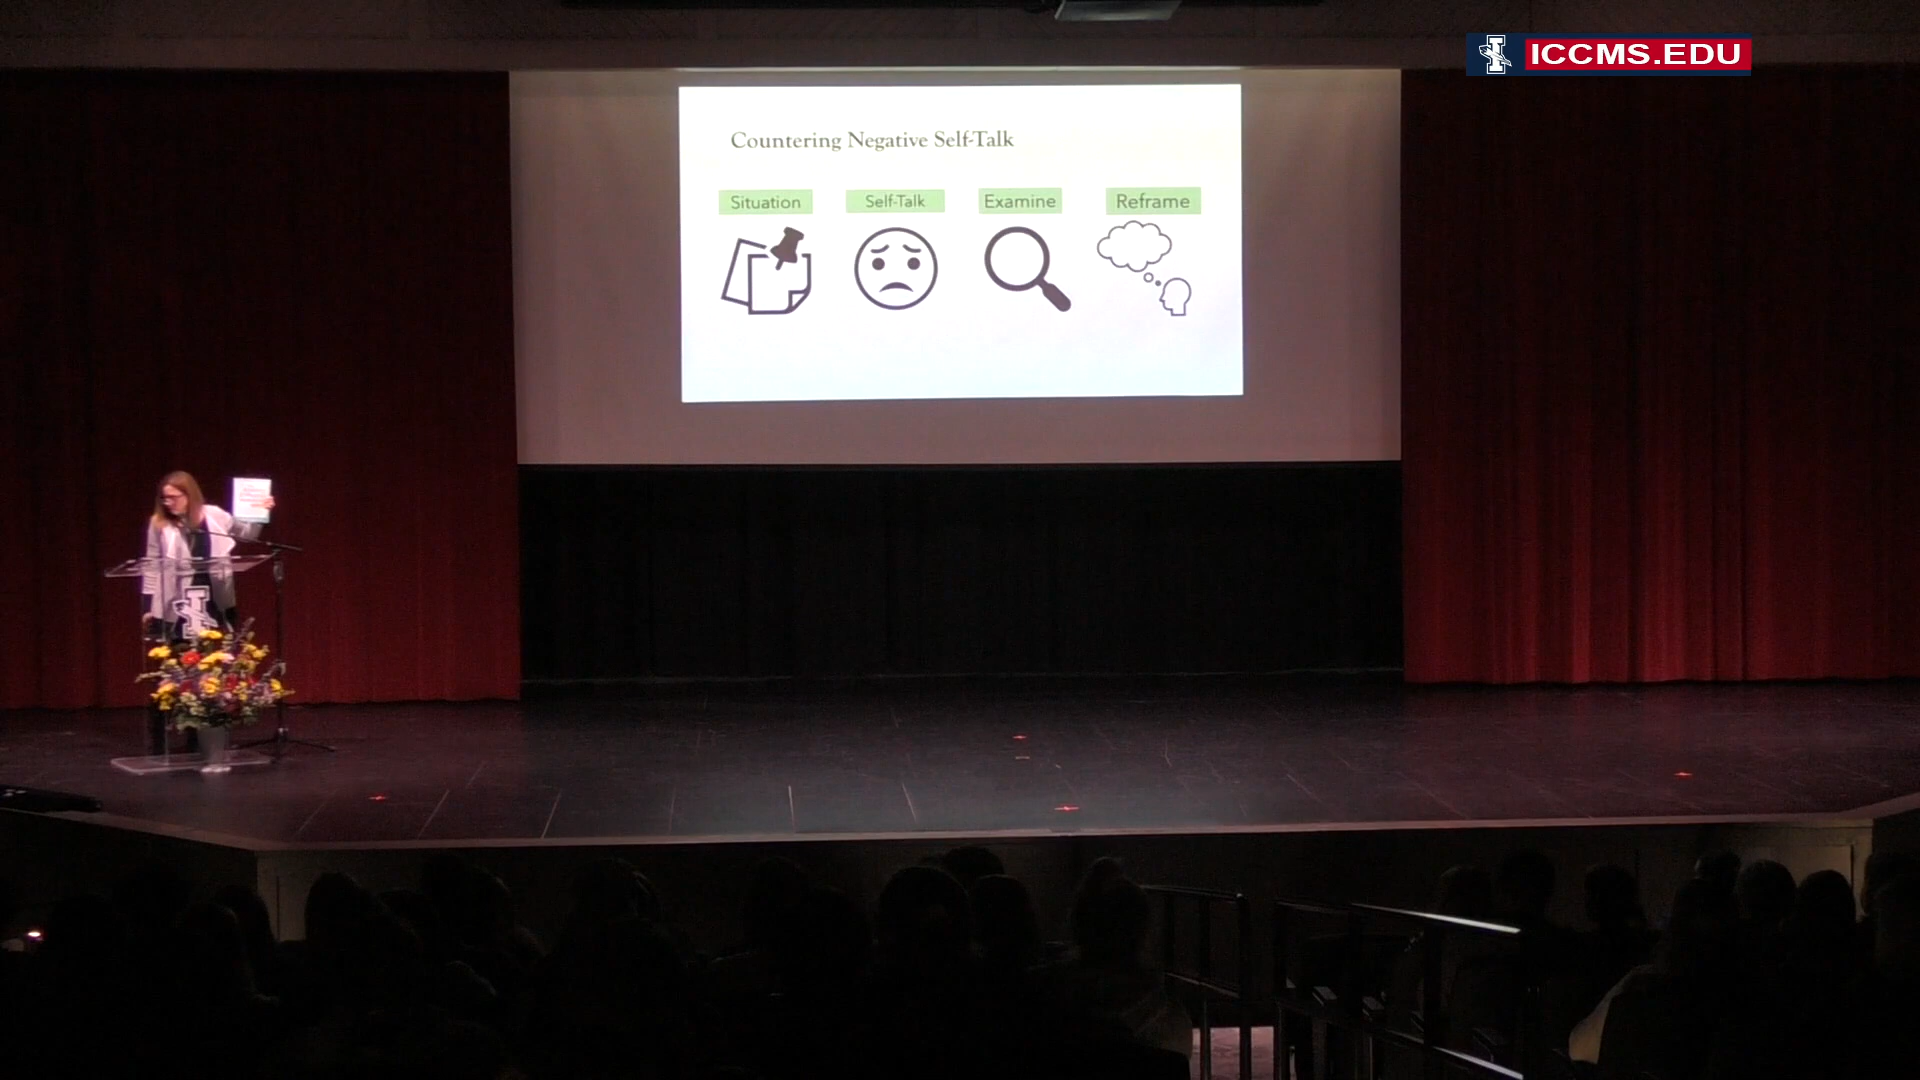 ICCMS.EDU
Countering Negative Self-Talk
Situation
Self-Talk
Examine
Reframe